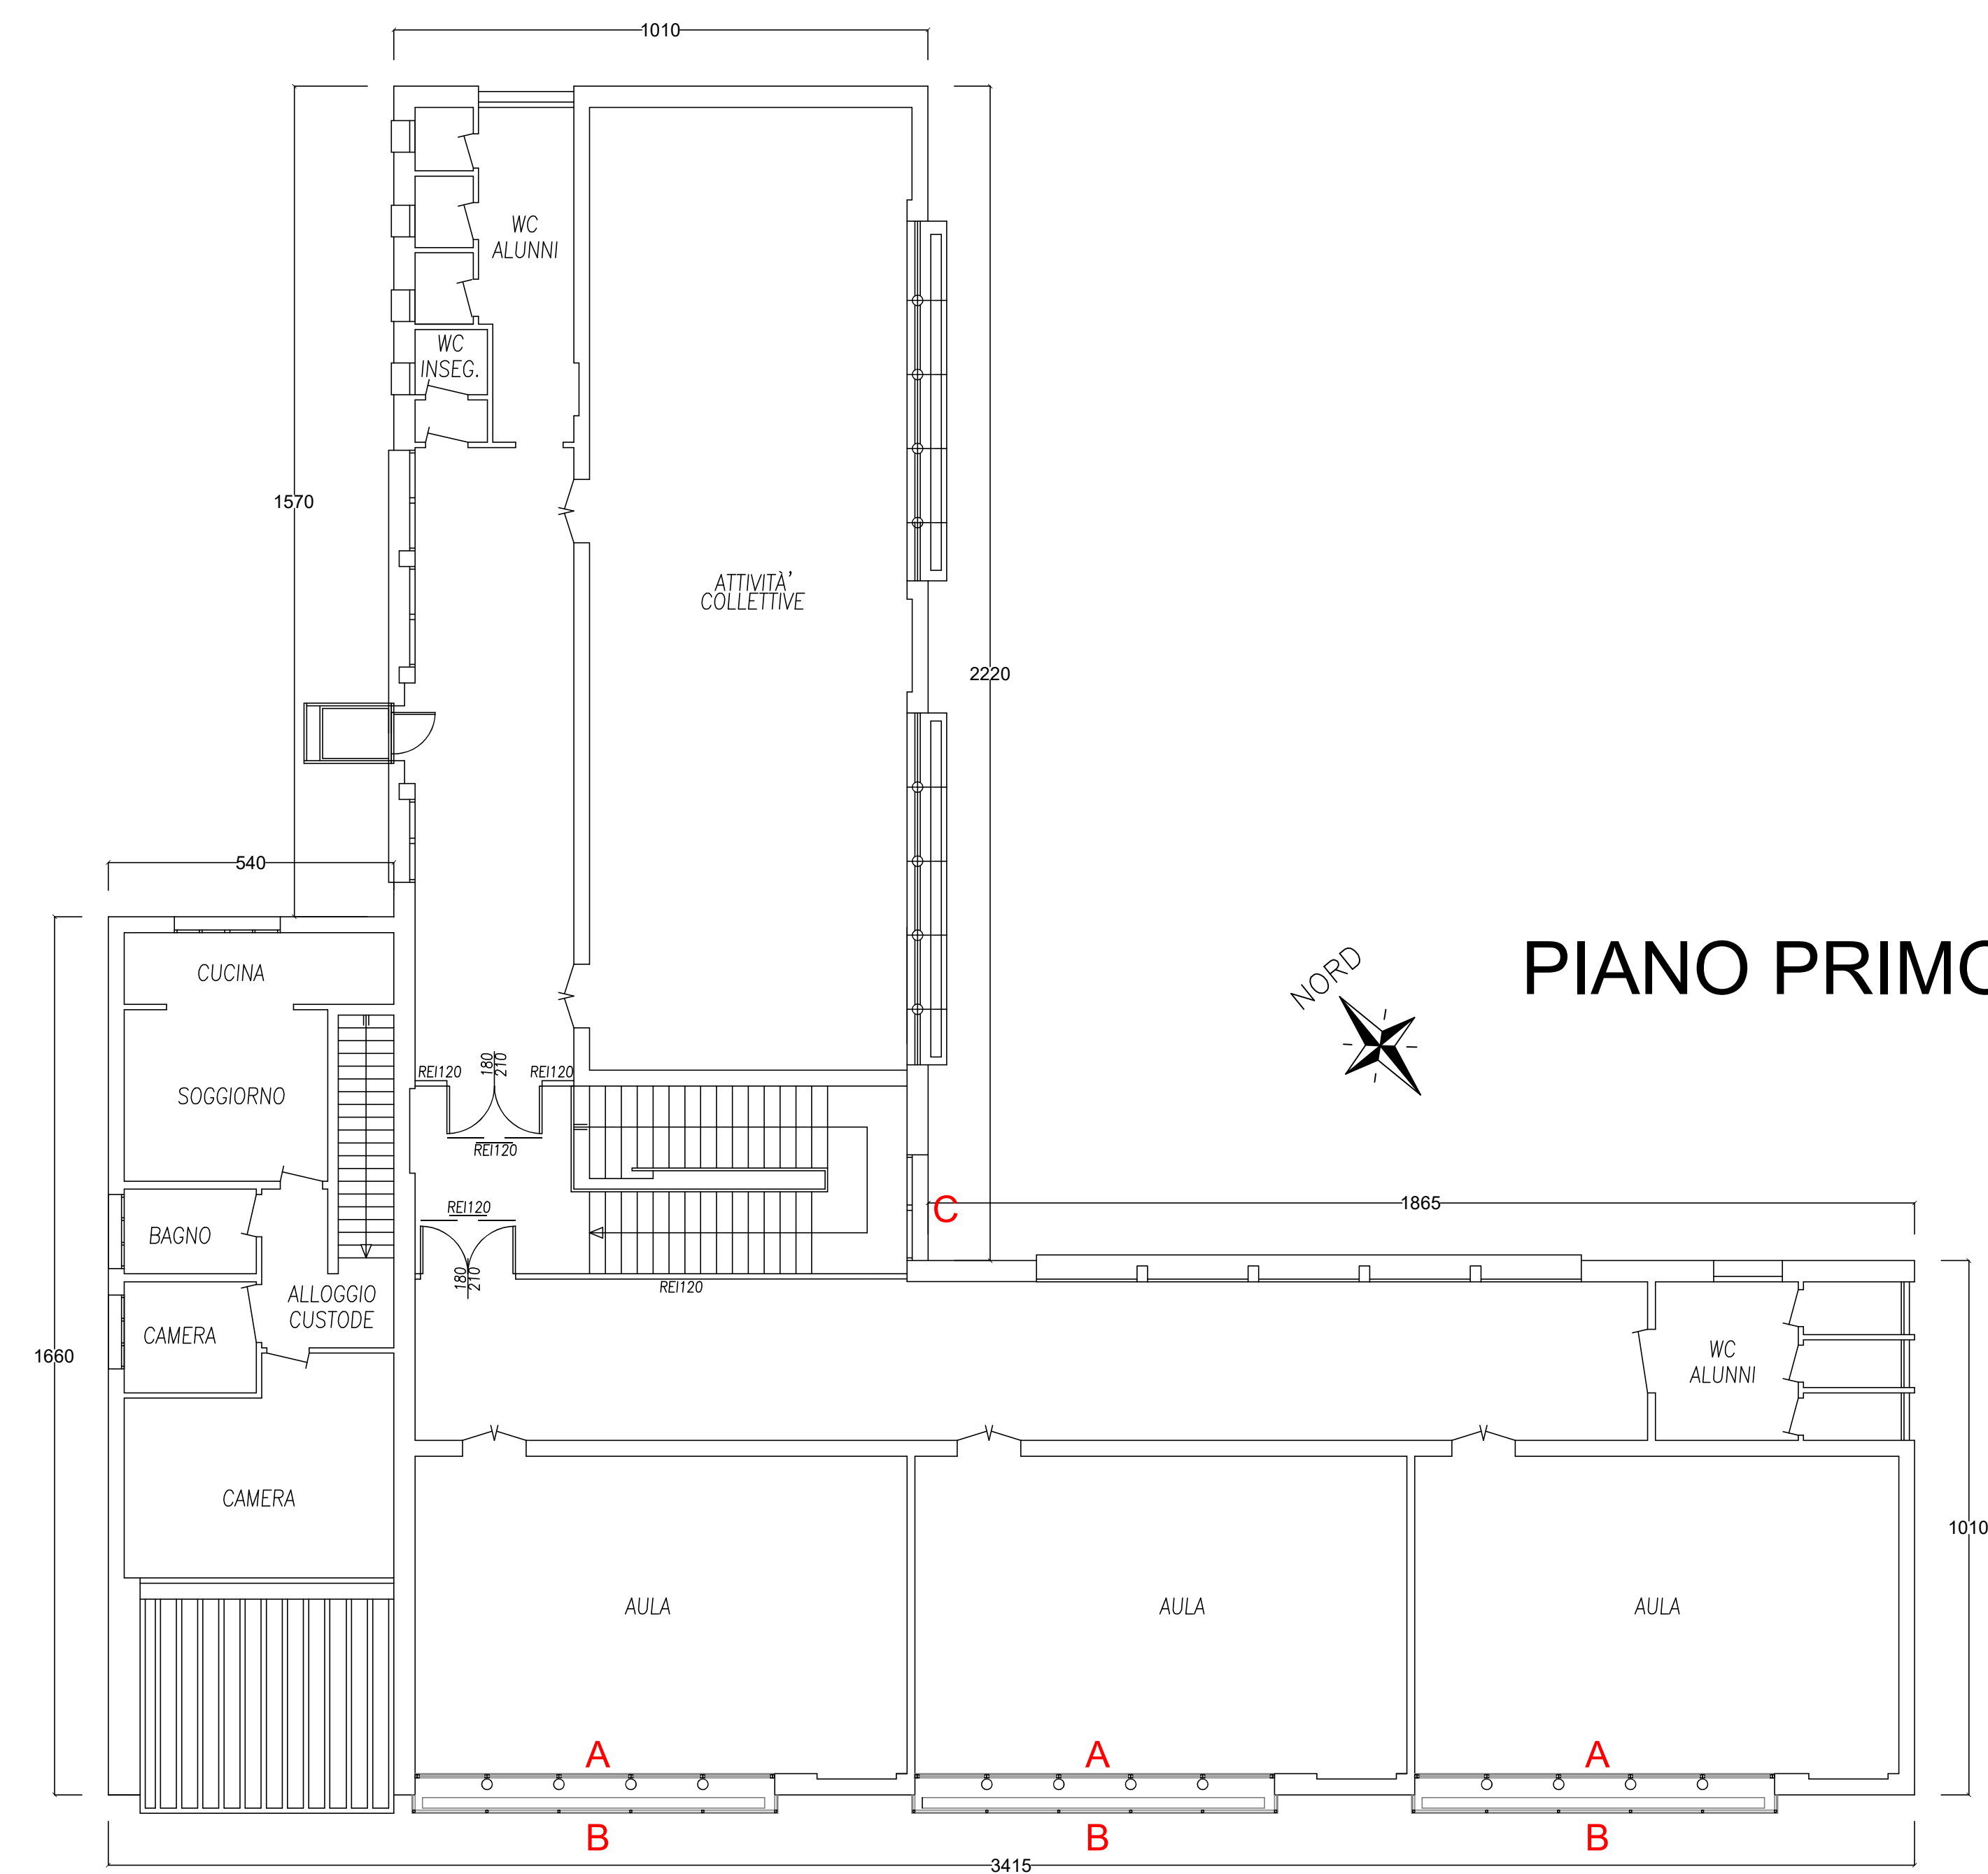 1010
WC
ALUNNI
WC
INSEG.
1570
ATTIVITÀ'
COLLETTIVE
2220
540
NORD
PIANO PRIMO
CUCINA
SOGGIORNO
REI120
180
210
REI120
REI120
REI120
180
210
REI120
C
1865
BAGNO
ALLOGGIO
CUSTODE
CAMERA
1660
WC
ALUNNI
CAMERA
1010
AULA
AULA
AULA
A
A
A
B
B
B
3415